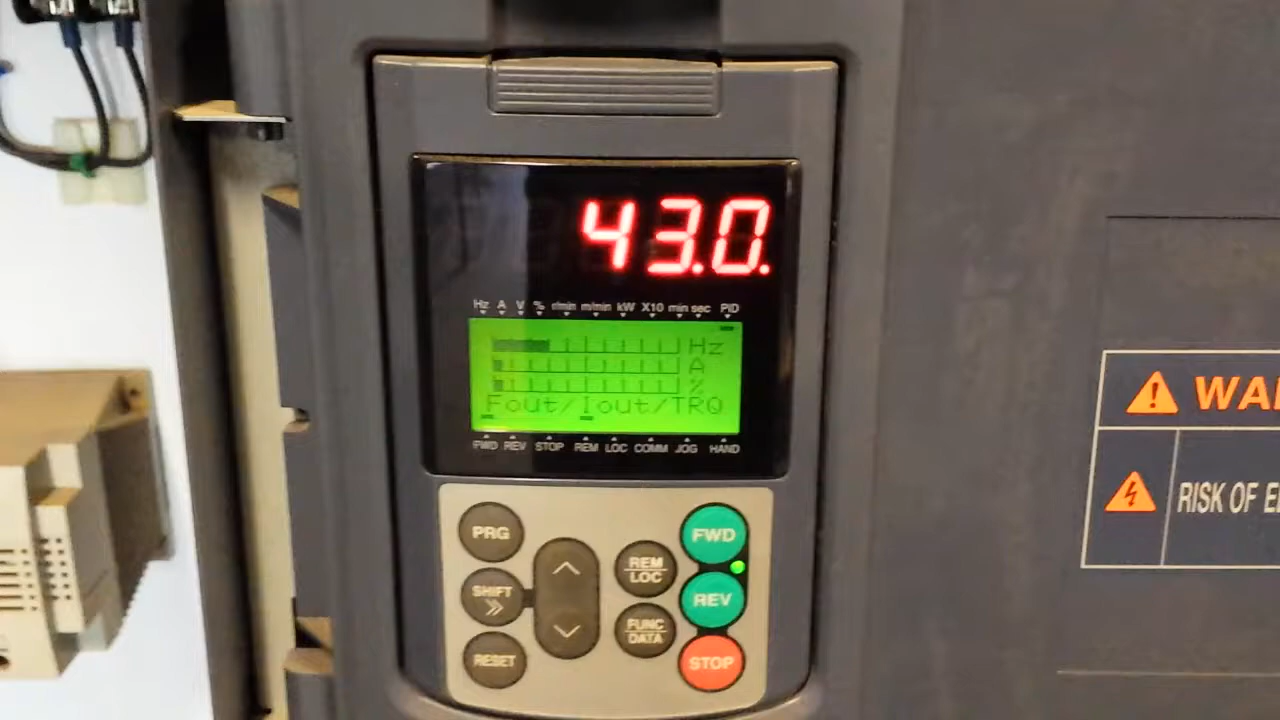 43.0.
Hz A V % r/min m/min kW X10 min sec PID
Hz
A
%
Fout/Iout/TRQ
FWD REV STOP REM LOC COMM JOG HAND
PRG
SHIFT
RESET
REM
LOC
FUNC
DATA
FWD
REV
STOP
RISK OF